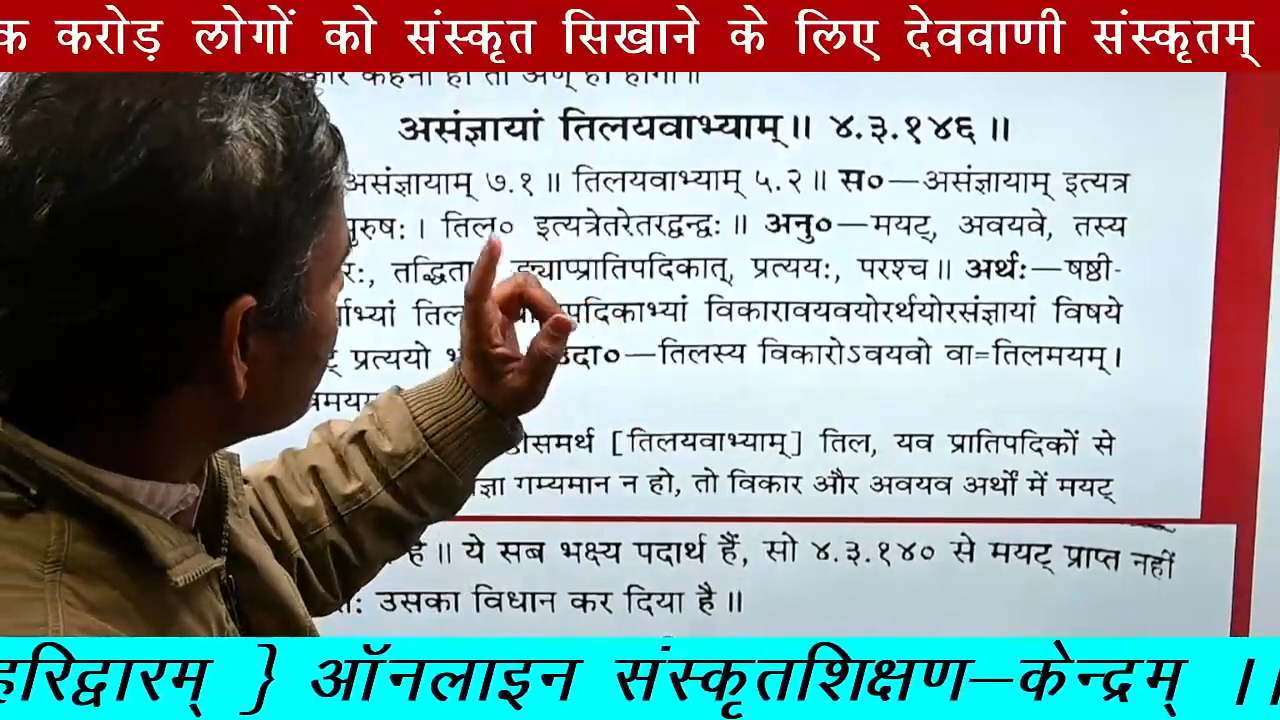 करोड़ लोगों को संस्कृत सिखाने के लिए देववाणी संस्कृतम्
कहना हो तो अण् ही होगा॥
असंज्ञायां तिलयवाभ्याम्॥ ४.३.१४६॥
असंज्ञायाम् ७.१॥ तिलयवाभ्याम् ५.२॥ स०—असंज्ञायाम् इत्यत्र
तिल० इत्यत्रेतरेतरद्वन्द्वः॥ अनु०—मयट्, अवयवे, तस्य
ङ्याप्प्रातिपदिकात्, प्रत्ययः, परश्च॥ अर्थः—षष्ठी-
विकारावयवयोरर्थयोरसंज्ञायां विषये
प्रत्ययो उदा०—तिलस्य विकारोऽवयवो वा=तिलमयम्।
[तिलयवाभ्याम्] तिल, यव प्रातिपदिकों से
गम्यमान न हो, तो विकार और अवयव अर्थों में मयट्
है॥ ये सब भक्ष्य पदार्थ हैं, सो ४.३.१४० से मयट् प्राप्त नहीं
उसका विधान कर दिया है॥
हरिद्वारम् } ऑनलाइन संस्कृतशिक्षण—केन्द्रम् ।।